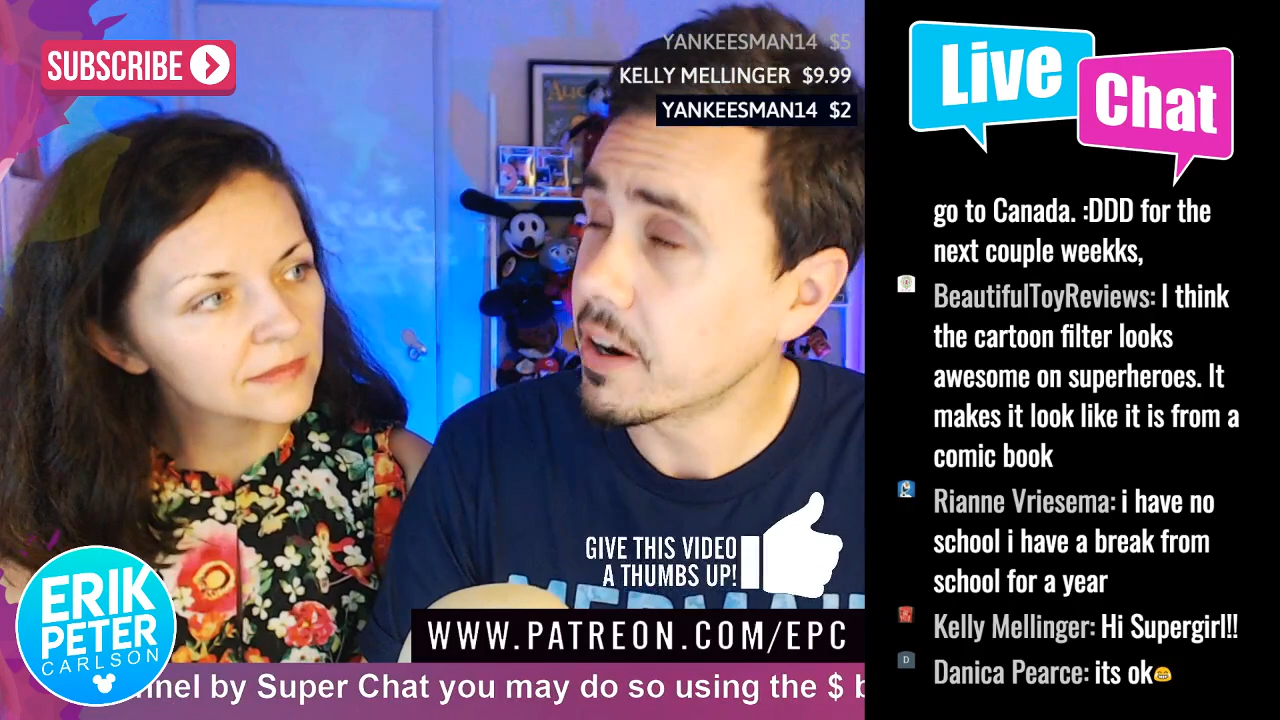 SUBSCRIBE
YANKEESMAN14 $5
KELLY MELLINGER $9.99
YANKEESMAN14 $2
GIVE THIS VIDEO
A THUMBS UP!
ERIK
PETER
CARLSON
WWW.PATREON.COM/EPC
nnel by Super Chat you may do so using the $ b
Live
Chat
go to Canada. :DDD for the
next couple weekks,
BeautifulToyReviews: I think
the cartoon filter looks
awesome on superheroes. It
makes it look like it is from a
comic book
Rianne Vriesema: i have no
school i have a break from
school for a year
Kelly Mellinger: Hi Supergirl!!
D
Danica Pearce: its ok😂